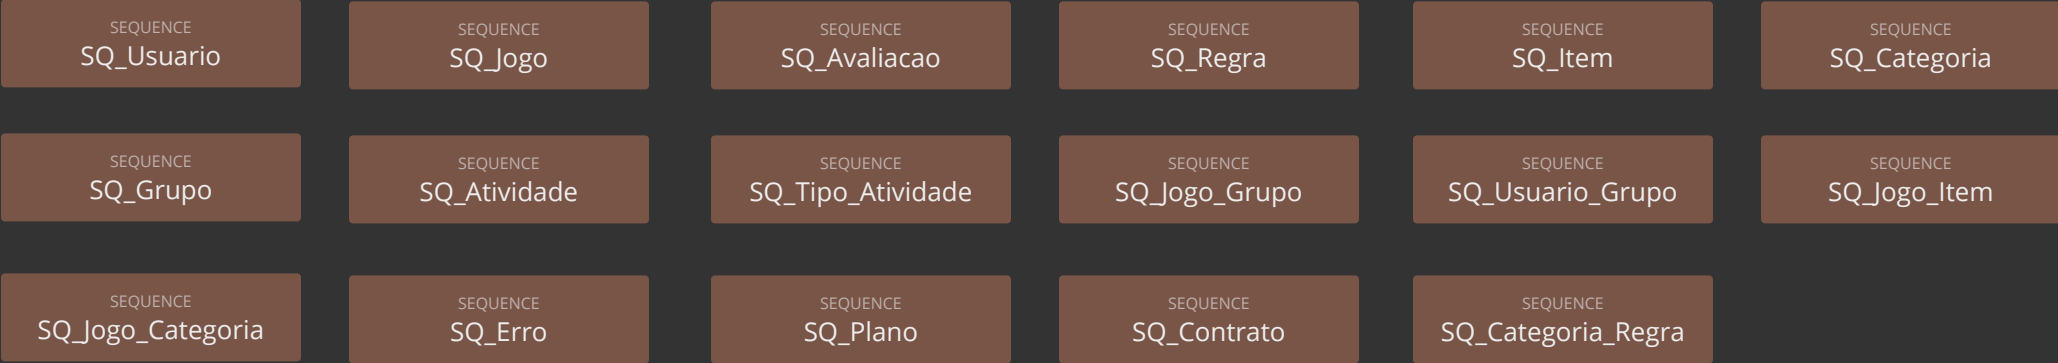 SEQUENCE
SQ_Usuario
SEQUENCE
SQ_Jogo
SEQUENCE
SQ_Avaliacao
SEQUENCE
SQ_Regra
SEQUENCE
SQ_Item
SEQUENCE
SQ_Categoria
SEQUENCE
SQ_Grupo
SEQUENCE
SQ_Atividade
SEQUENCE
SQ_Tipo_Atividade
SEQUENCE
SQ_Jogo_Grupo
SEQUENCE
SQ_Usuario_Grupo
SEQUENCE
SQ_Jogo_Item
SEQUENCE
SQ_Jogo_Categoria
SEQUENCE
SQ_Erro
SEQUENCE
SQ_Plano
SEQUENCE
SQ_Contrato
SEQUENCE
SQ_Categoria_Regra